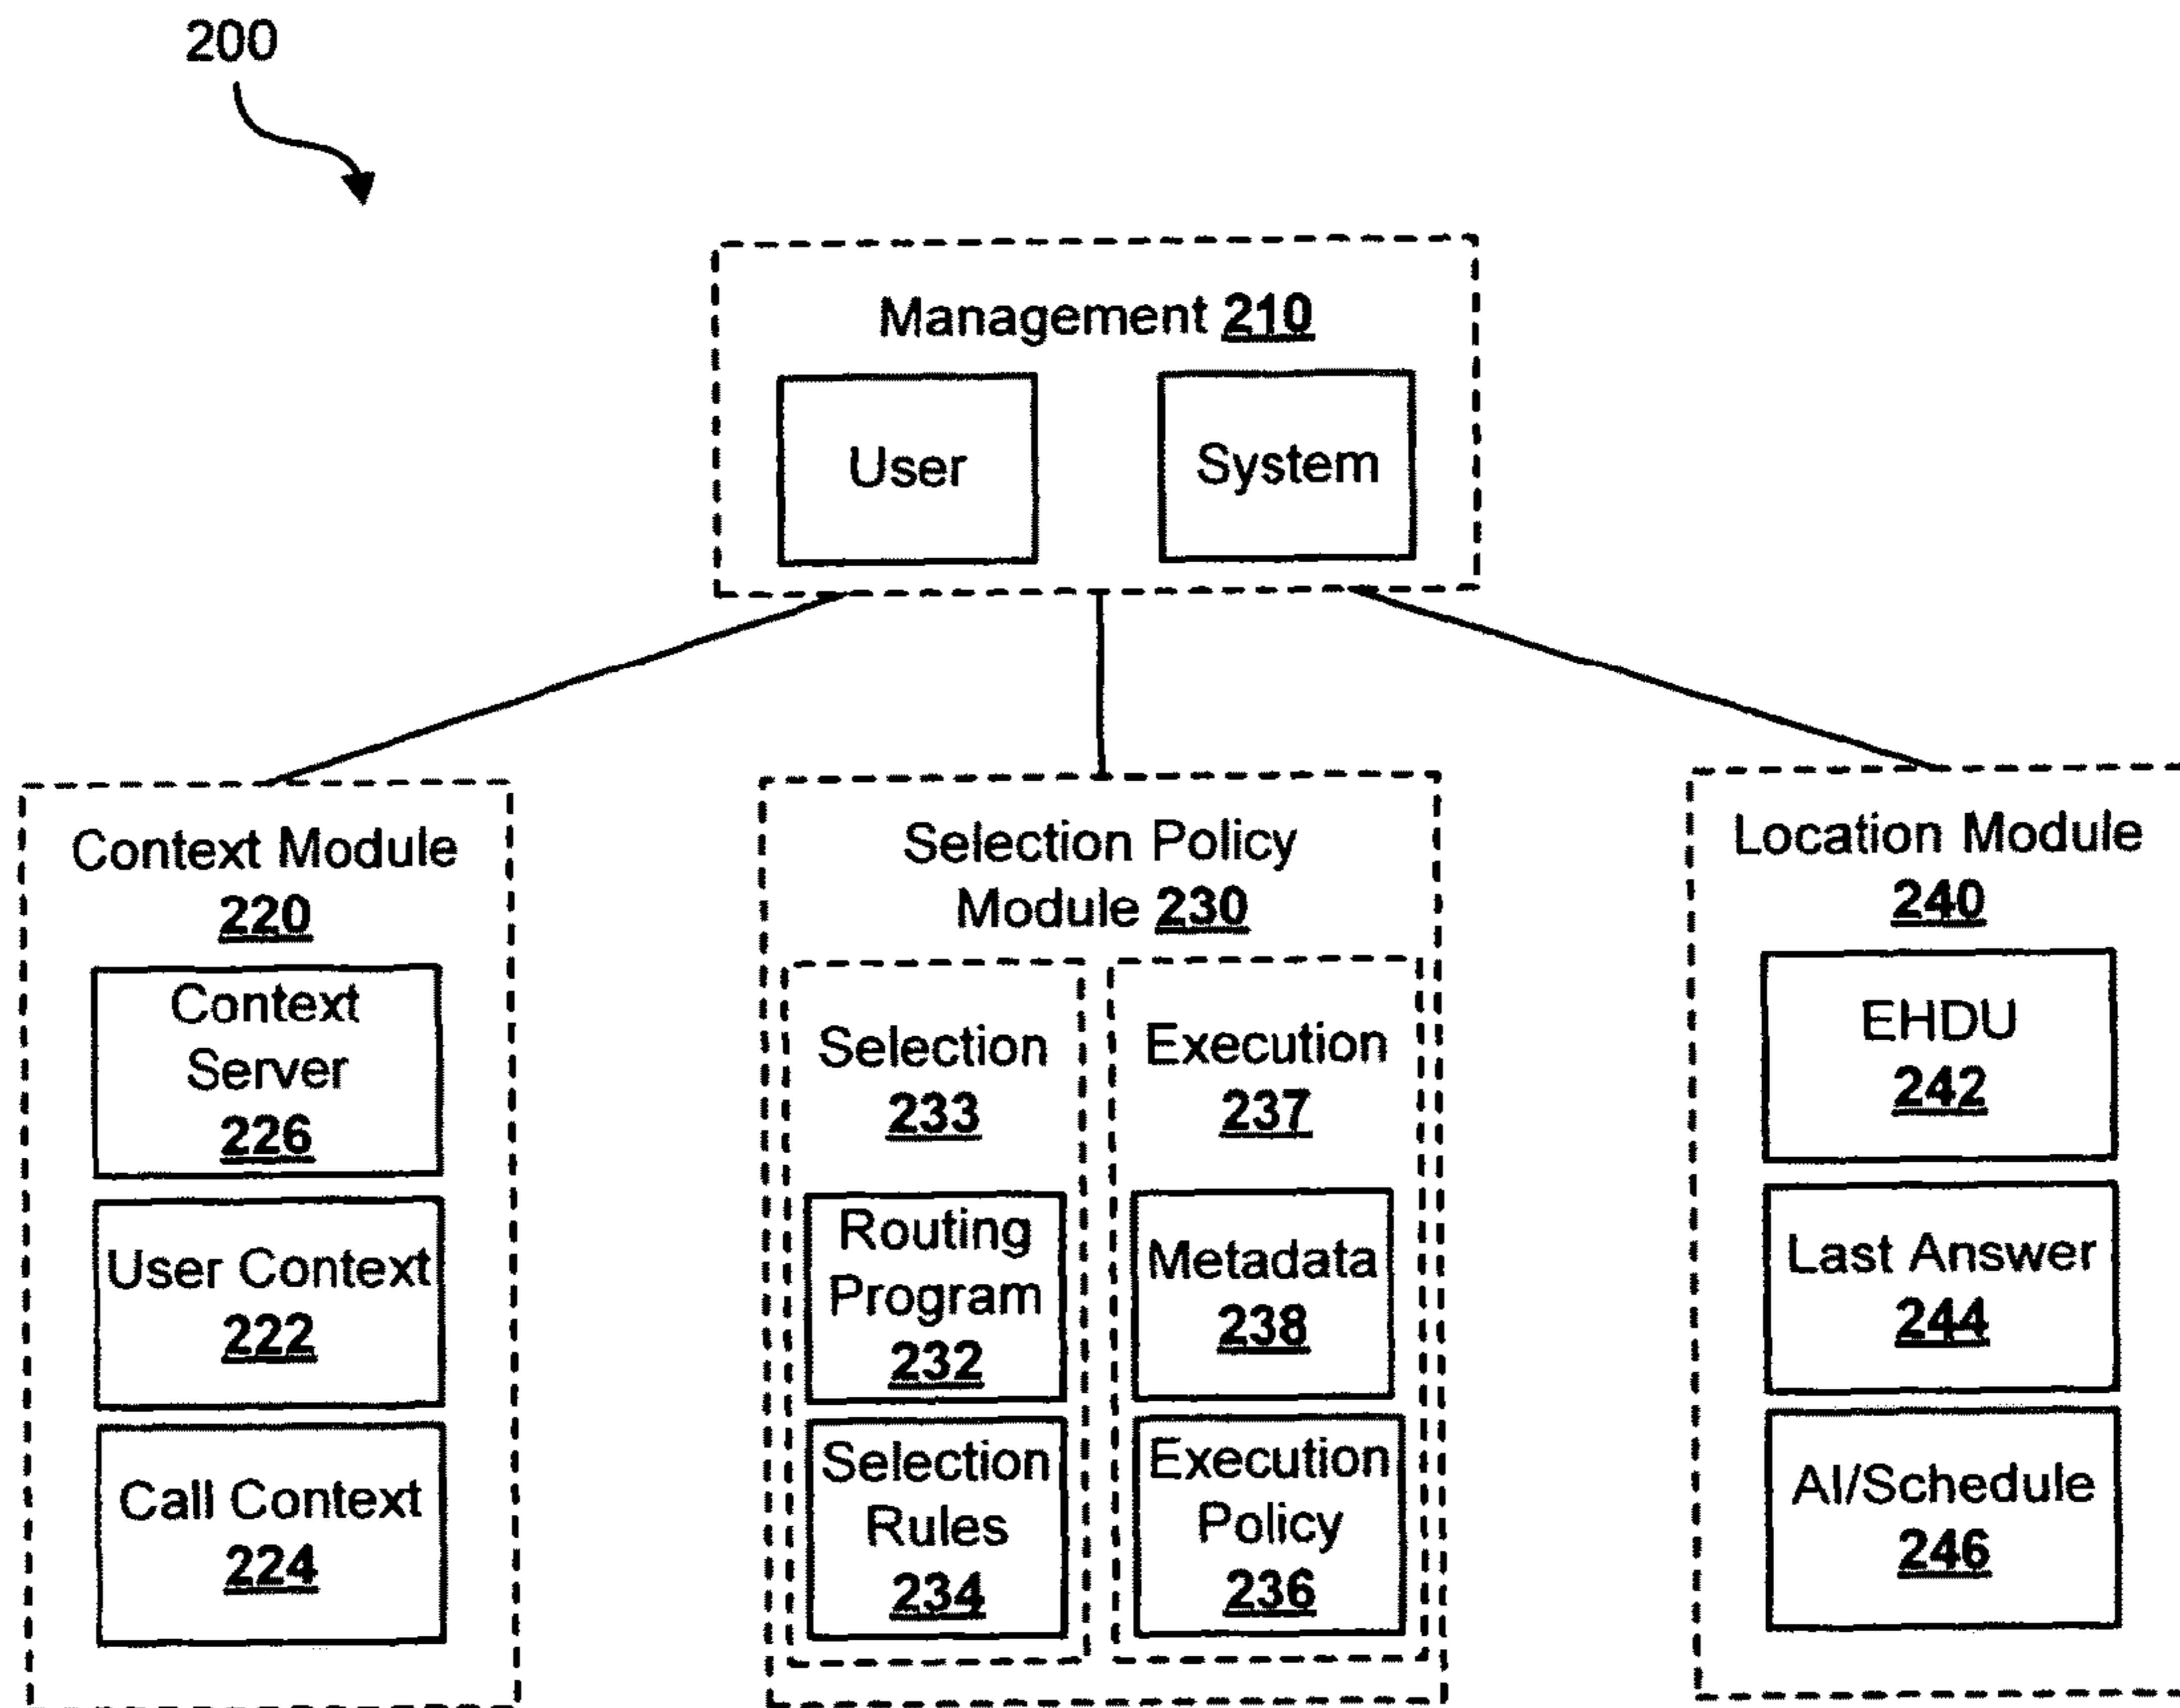 200
Management 210
User
System
Context Module
220
Context
Server
226
User Context
222
Call Context
224
Selection Policy
Module 230
Selection
233
Routing
Program
232
Selection
Rules
234
Execution
237
Metadata
238
Execution
Policy
236
Location Module
240
EHDU
242
Last Answer
244
AI/Schedule
246